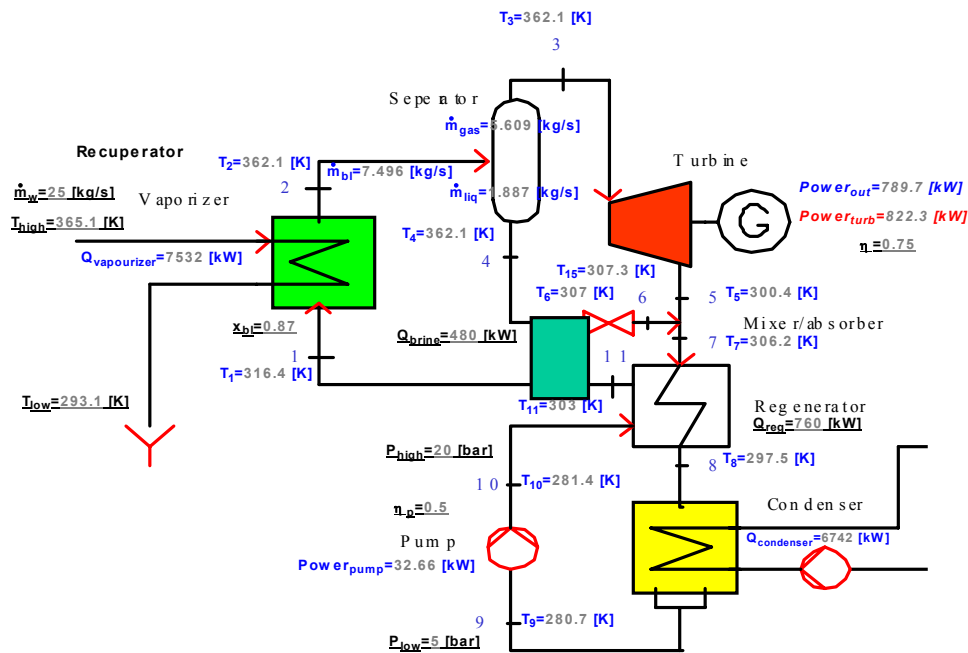 T3=362.1 [K]
3
Seperator
ṁgas=5.609 [kg/s]
Recuperator
T2=362.1 [K]
ṁbl=7.496 [kg/s]
Turbine
ṁw=25 [kg/s]
2
Vaporizer
ṁliq=1.887 [kg/s]
Powerout=789.7 [kW]
Thigh=365.1 [K]
G
Powerturb=822.3 [kW]
T4=362.1 [K]
η=0.75
Qvapourizer=7532 [kW]
4
T15=307.3 [K]
T6=307 [K]
6
5
T5=300.4 [K]
xbl=0.87
Qbrine=480 [kW]
Mixer/absorber
1
11
7
T7=306.2 [K]
T1=316.4 [K]
Tlow=293.1 [K]
T11=303 [K]
Regenerator
Qreg=760 [kW]
Phigh=20 [bar]
8
T8=297.5 [K]
10
T10=281.4 [K]
ηp=0.5
Condenser
Pump
Qcondenser=6742 [kW]
Powerpump=32.66 [kW]
9
T9=280.7 [K]
Plow=5 [bar]